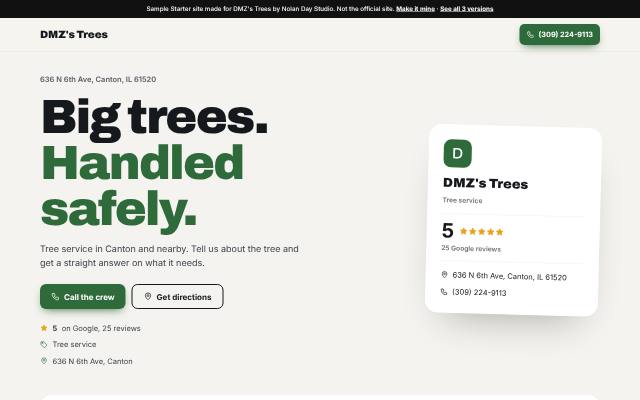 Sample Starter site made for DMZ's Trees by Nolan Day Studio. Not the official site. Make it mine · See all 3 versions
DMZ's Trees
(309) 224-9113
636 N 6th Ave, Canton, IL 61520
Big trees.
Handled
safely.
Tree service in Canton and nearby. Tell us about the tree and
get a straight answer on what it needs.
Call the crew
Get directions
5 on Google, 25 reviews
Tree service
636 N 6th Ave, Canton
D
DMZ's Trees
Tree service
5
25 Google reviews
636 N 6th Ave, Canton, IL 61520
(309) 224-9113